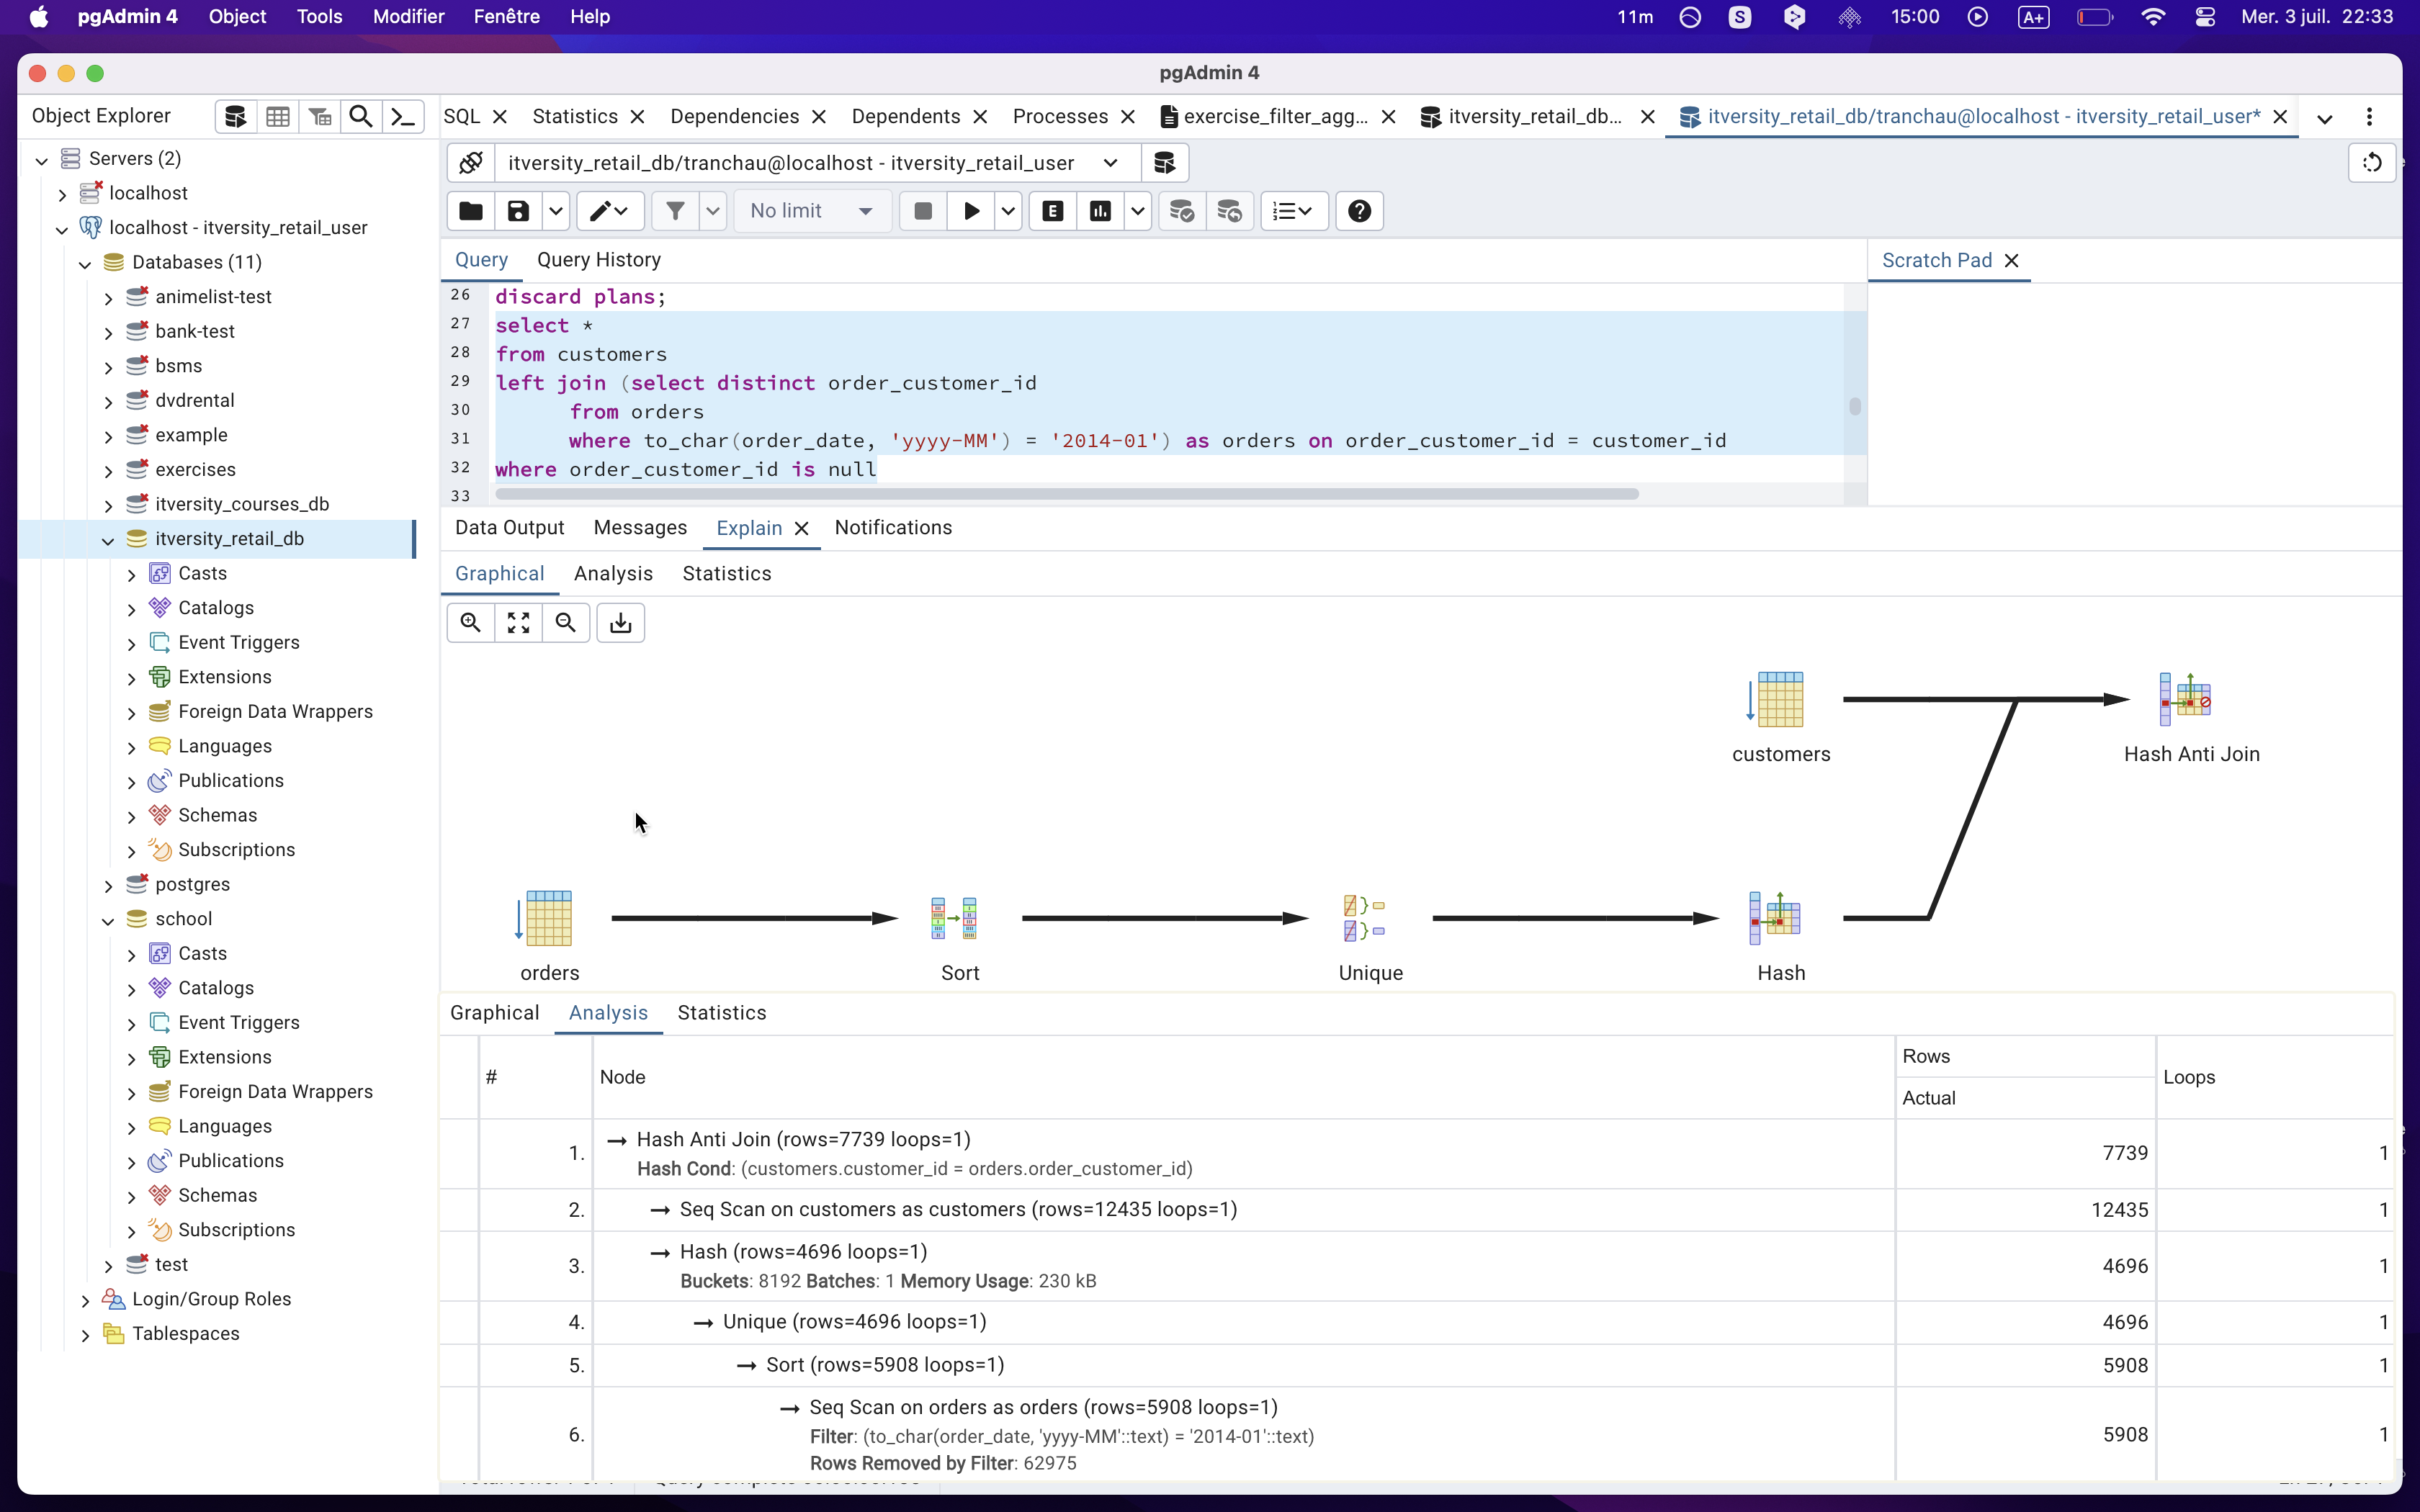 pgAdmin 4 Object Tools Modifier Fenêtre Help 11m S 15:00 A+ Mer. 3 juil. 22:33
pgAdmin 4
Object Explorer
SQL Statistics Dependencies Dependents Processes exercise_filter_agg... itversity_retail_db... itversity_retail_db/tranchau@localhost - itversity_retail_user*
Servers (2)
localhost
localhost - itversity_retail_user
Databases (11)
animelist-test
bank-test
bsms
dvdrental
example
exercises
itversity_courses_db
itversity_retail_db
Casts
Catalogs
Event Triggers
Extensions
Foreign Data Wrappers
Languages
Publications
Schemas
Subscriptions
postgres
school
Casts
Catalogs
Event Triggers
Extensions
Foreign Data Wrappers
Languages
Publications
Schemas
Subscriptions
test
Login/Group Roles
Tablespaces
itversity_retail_db/tranchau@localhost - itversity_retail_user
No limit
E
Query Query History
Scratch Pad
26 discard plans;
27 select *
28 from customers
29 left join (select distinct order_customer_id
30 from orders
31 where to_char(order_date, 'yyyy-MM') = '2014-01') as orders on order_customer_id = customer_id
32 where order_customer_id is null
33
Data Output Messages Explain Notifications
Graphical Analysis Statistics
customers
Hash Anti Join
orders
Sort
Unique
Hash
Graphical Analysis Statistics
# Node Rows Loops
Actual
1. Hash Anti Join (rows=7739 loops=1) 7739 1
Hash Cond: (customers.customer_id = orders.order_customer_id)
2. Seq Scan on customers as customers (rows=12435 loops=1) 12435 1
3. Hash (rows=4696 loops=1) 4696 1
Buckets: 8192 Batches: 1 Memory Usage: 230 kB
4. Unique (rows=4696 loops=1) 4696 1
5. Sort (rows=5908 loops=1) 5908 1
6. Seq Scan on orders as orders (rows=5908 loops=1) 5908 1
Filter: (to_char(order_date, 'yyyy-MM'::text) = '2014-01'::text)
Rows Removed by Filter: 62975